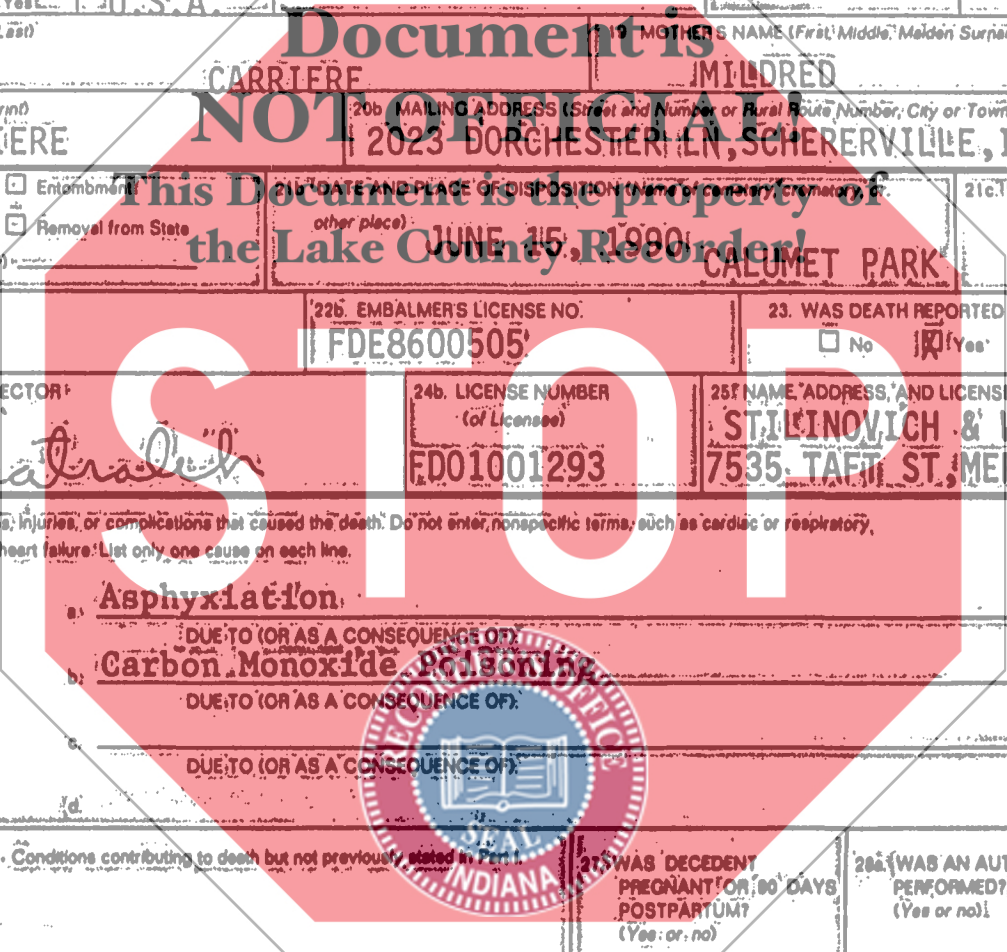 U.S.A.
Document is
Last)
19 MOTHER'S NAME (First, Middle, Maiden Surna
CARRIERE
MILDRED
NOT OFFICIAL!
rint)
20b. MAILING ADDRESS (Street and Number or Rural Route Number, City or Town
IERE
2023 DORCHESTER LN, SCHERERVILLE, I
This Document is the property of
Entombment
21b. DATE AND PLACE OF DISPOSITION (Name of cemetery, crematory, or
21c.
Removal from State
other place)
the Lake County Recorder!
JUNE 15, 1990
CALUMET PARK
22b. EMBALMER'S LICENSE NO.
23. WAS DEATH REPORTED
FDE8600505
No
Yes
STOP
ECTOR
24b. LICENSE NUMBER
25. NAME, ADDRESS, AND LICENS
(of Licensee)
STILINOVICH &
FD01001293
7535 TAFT ST, ME
s, injuries, or complications that caused the death. Do not enter nonspecific terms, such as cardiac or respiratory,
heart failure. List only one cause on each line.
a. Asphyxiation
DUE TO (OR AS A CONSEQUENCE OF):
b. Carbon Monoxide Poisoning
DUE TO (OR AS A CONSEQUENCE OF):
c.
DUE TO (OR AS A CONSEQUENCE OF):
d.
RECORDER'S OFFICE
SEAL
INDIANA
Conditions contributing to death but not previously stated in Part I.
27. WAS DECEDENT
PREGNANT OR 90 DAYS
POSTPARTUM?
(Yes or no)
28a. WAS AN AUT
PERFORMED?
(Yes or no)